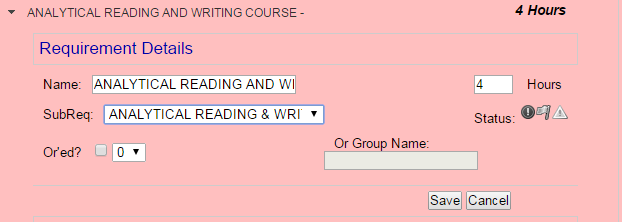 ANALYTICAL READING AND WRITING COURSE - 4 Hours
Requirement Details
Name: ANALYTICAL READING AND WI 4 Hours
SubReq: ANALYTICAL READING & WRIT Status:
Or'ed? 0 Or Group Name:
Save Cancel